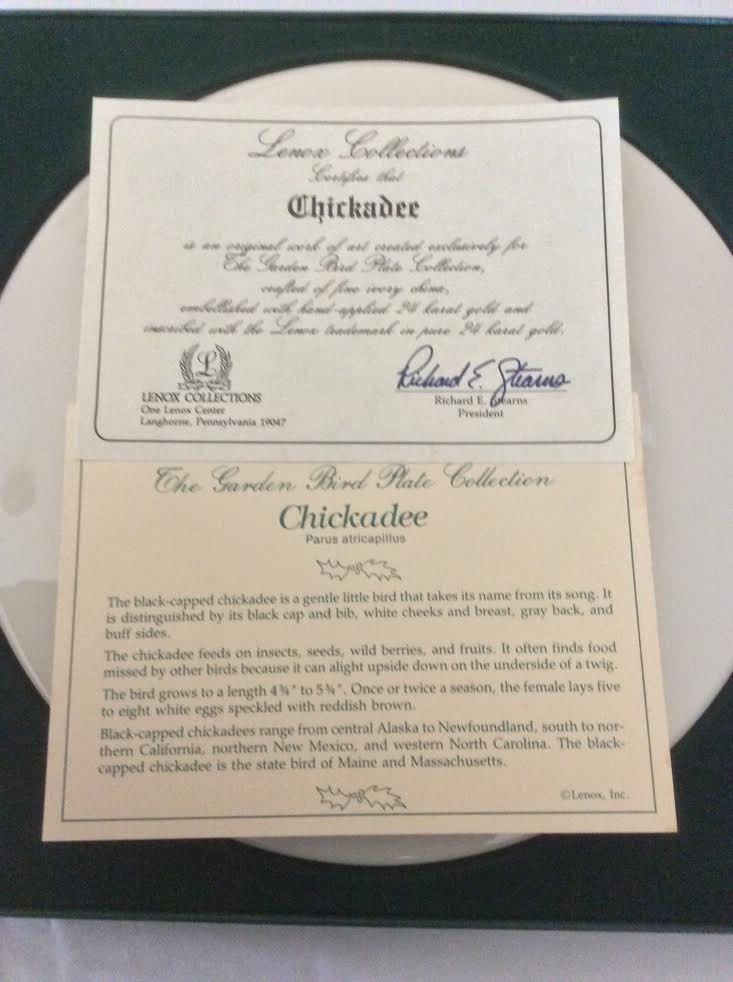 Lenox Collections
Certifies that
Chickadee
is an original work of art created exclusively for
The Garden Bird Plate Collection,
crafted of fine ivory china,
embellished with hand-applied 24 karat gold and
inscribed with the Lenox trademark in pure 24 karat gold.
L
LENOX COLLECTIONS
One Lenox Center
Langhorne, Pennsylvania 19047
Richard E. Stearns
Richard E. Stearns
President
The Garden Bird Plate Collection
Chickadee
Parus atricapillus
The black-capped chickadee is a gentle little bird that takes its name from its song. It
is distinguished by its black cap and bib, white cheeks and breast, gray back, and
buff sides.
The chickadee feeds on insects, seeds, wild berries, and fruits. It often finds food
missed by other birds because it can alight upside down on the underside of a twig.
The bird grows to a length 4¾" to 5¾". Once or twice a season, the female lays five
to eight white eggs speckled with reddish brown.
Black-capped chickadees range from central Alaska to Newfoundland, south to nor-
thern California, northern New Mexico, and western North Carolina. The black-
capped chickadee is the state bird of Maine and Massachusetts.
©Lenox, Inc.